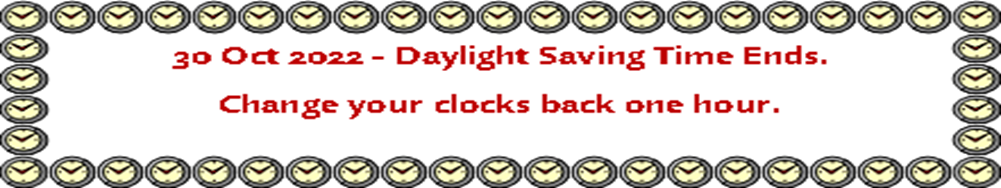 30 Oct 2022 – Daylight Saving Time Ends.
Change your clocks back one hour.